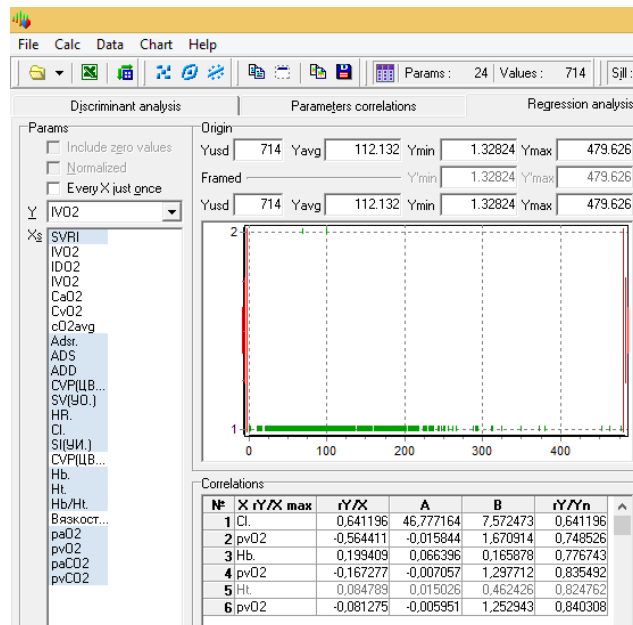 File Calc Data Chart Help
Params : 24 Values : 714 Sjll :
Discriminant analysis Parameters correlations Regression analysis
Params
Include zero values
Normalized
Every X just once
Y IVO2
Xs
SVRI
IVO2
IDO2
IVO2
CaO2
CvO2
cO2avg
Adsr.
ADS
ADD
CVP(ЦВ...
SV(УО.)
HR.
CI.
SI(УИ.)
CVP(ЦВ...
Hb.
Ht.
Hb/Ht.
Вязкост...
paO2
pvO2
paCO2
pvCO2
Origin
Yusd 714 Yavg 112.132 Ymin 1.32824 Ymax 479.626
Framed Y'min 1.32824 Y'max 479.626
Yusd 714 Yavg 112.132 Ymin 1.32824 Ymax 479.626
2
1
0 100 200 300 400
Correlations
№ X rY/X max rY/X A B rY/Yn
1 CI. 0,641196 46,777164 7,572473 0,641196
2 pvO2 -0,564411 -0,015844 1,670914 0,748526
3 Hb. 0,199409 0,066396 0,165878 0,776743
4 pvO2 -0,167277 -0,007057 1,297712 0,835492
5 Ht. 0,084789 0,015026 0,462426 0,824762
6 pvO2 -0,081275 -0,005951 1,252943 0,840308